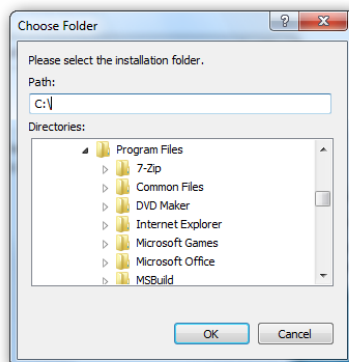 Choose Folder
Please select the installation folder.
Path:
C:\
Directories:
Program Files
7-Zip
Common Files
DVD Maker
Internet Explorer
Microsoft Games
Microsoft Office
MSBuild
OK Cancel